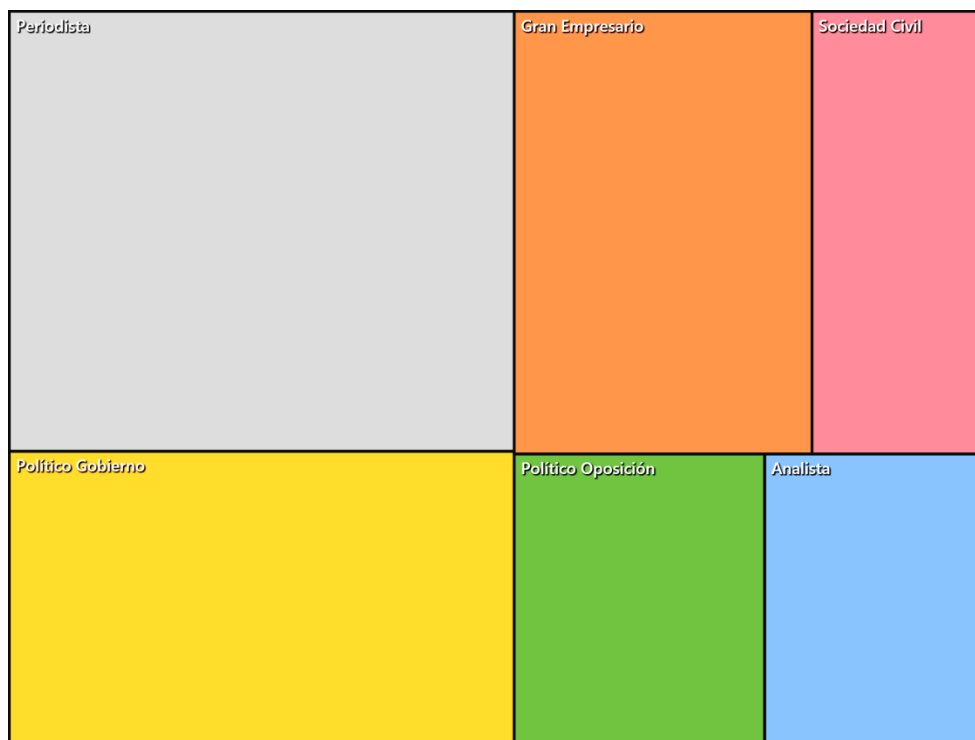 Periodista
Gran Empresario
Sociedad Civil
Político Gobierno
Político Oposición
Analista